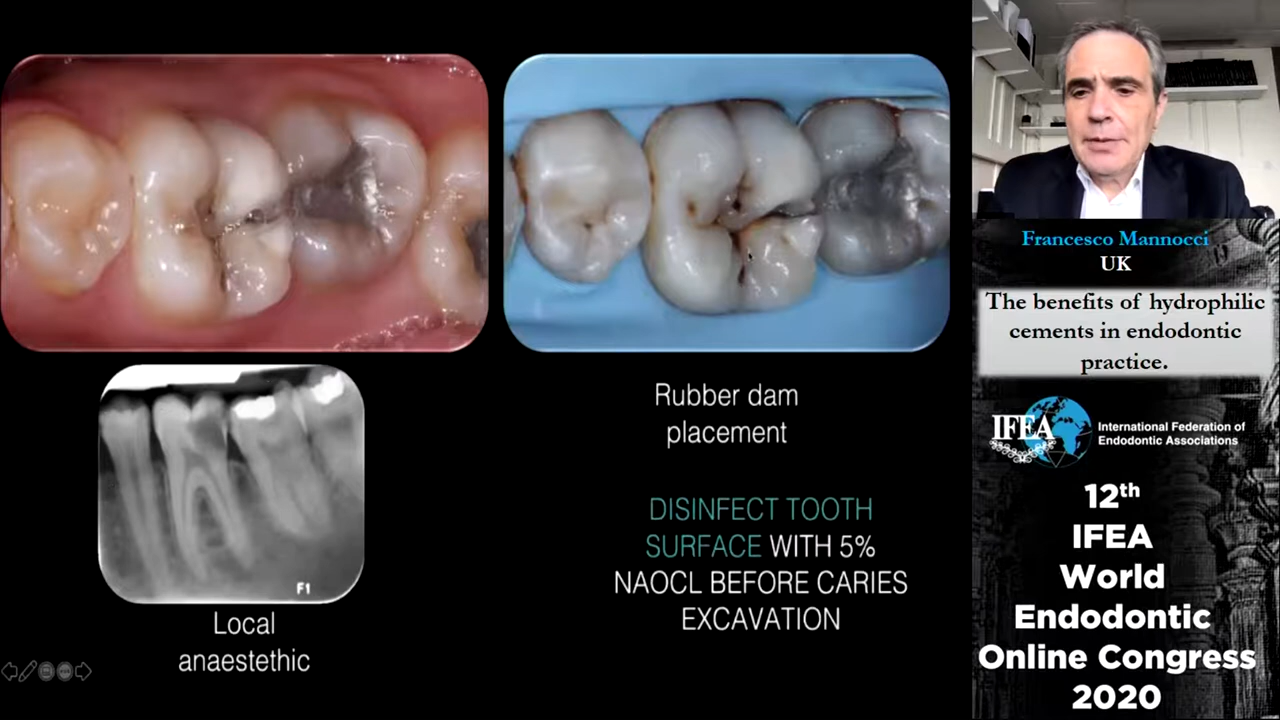 F1
Local
anaestethic
Rubber dam
placement
DISINFECT TOOTH
SURFACE WITH 5%
NAOCL BEFORE CARIES
EXCAVATION
Francesco Mannocci
UK
The benefits of hydrophilic
cements in endodontic
practice.
IFEA
International Federation of
Endodontic Associations
12th
IFEA
World
Endodontic
Online Congress
2020